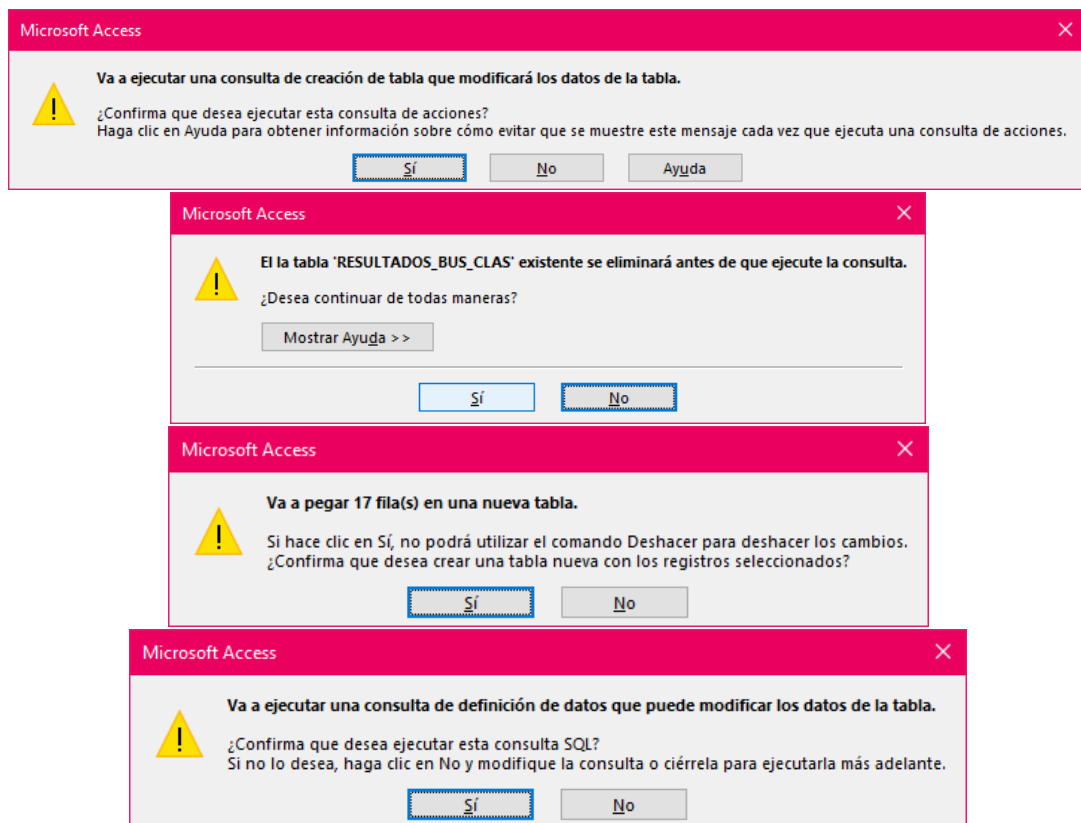 Microsoft Access
Va a ejecutar una consulta de creación de tabla que modificará los datos de la tabla.
¿Confirma que desea ejecutar esta consulta de acciones?
Haga clic en Ayuda para obtener información sobre cómo evitar que se muestre este mensaje cada vez que ejecuta una consulta de acciones.
Sí No Ayuda
Microsoft Access
El la tabla 'RESULTADOS_BUS_CLAS' existente se eliminará antes de que ejecute la consulta.
¿Desea continuar de todas maneras?
Mostrar Ayuda >>
Sí No
Microsoft Access
Va a pegar 17 fila(s) en una nueva tabla.
Si hace clic en Sí, no podrá utilizar el comando Deshacer para deshacer los cambios.
¿Confirma que desea crear una tabla nueva con los registros seleccionados?
Sí No
Microsoft Access
Va a ejecutar una consulta de definición de datos que puede modificar los datos de la tabla.
¿Confirma que desea ejecutar esta consulta SQL?
Si no lo desea, haga clic en No y modifique la consulta o ciérrela para ejecutarla más adelante.
Sí No